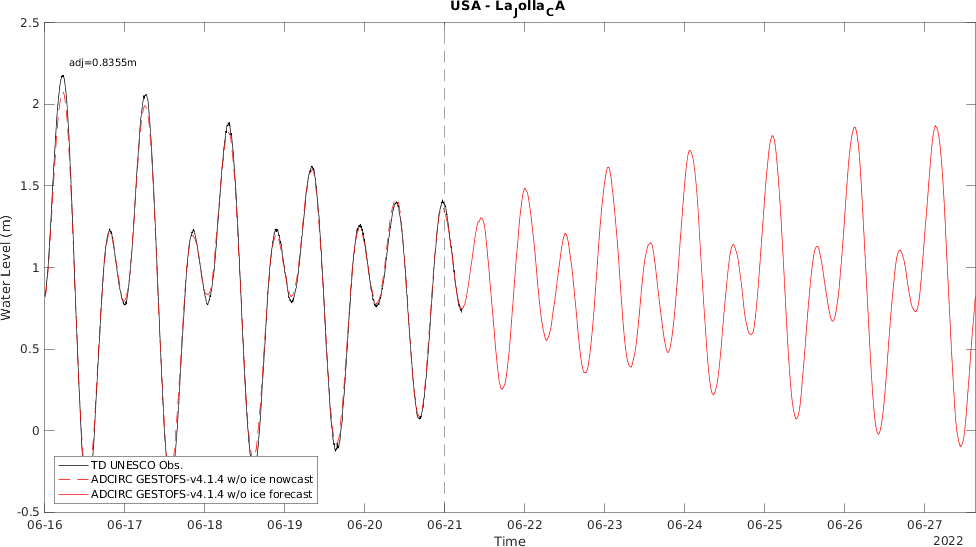 USA - LaJollaCA
adj=0.8355m
2.5
2
1.5
1
0.5
0
-0.5
Water Level (m)
TD UNESCO Obs.
ADCIRC GESTOFS-v4.1.4 w/o ice nowcast
ADCIRC GESTOFS-v4.1.4 w/o ice forecast
06-16 06-17 06-18 06-19 06-20 06-21 06-22 06-23 06-24 06-25 06-26 06-27
Time
2022